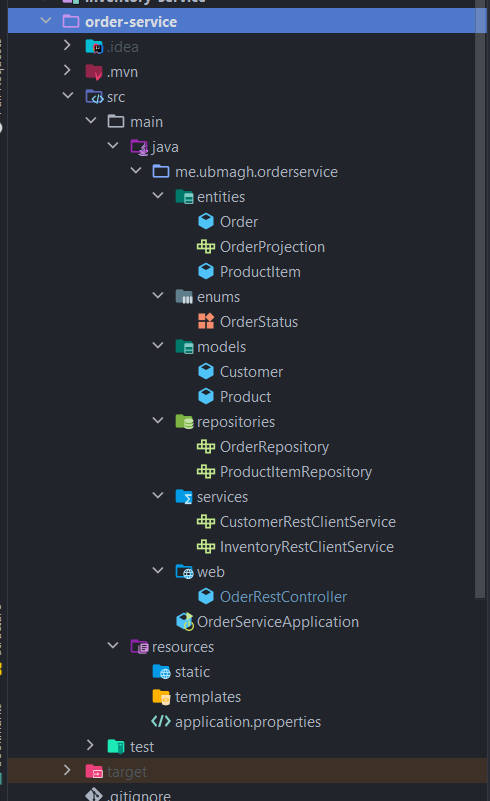 inventory-service
order-service
.idea
.mvn
src
main
java
me.ubmagh.orderservice
entities
Order
OrderProjection
ProductItem
enums
OrderStatus
models
Customer
Product
repositories
OrderRepository
ProductItemRepository
services
CustomerRestClientService
InventoryRestClientService
web
OderRestController
OrderServiceApplication
resources
static
templates
application.properties
test
target
.gitignore